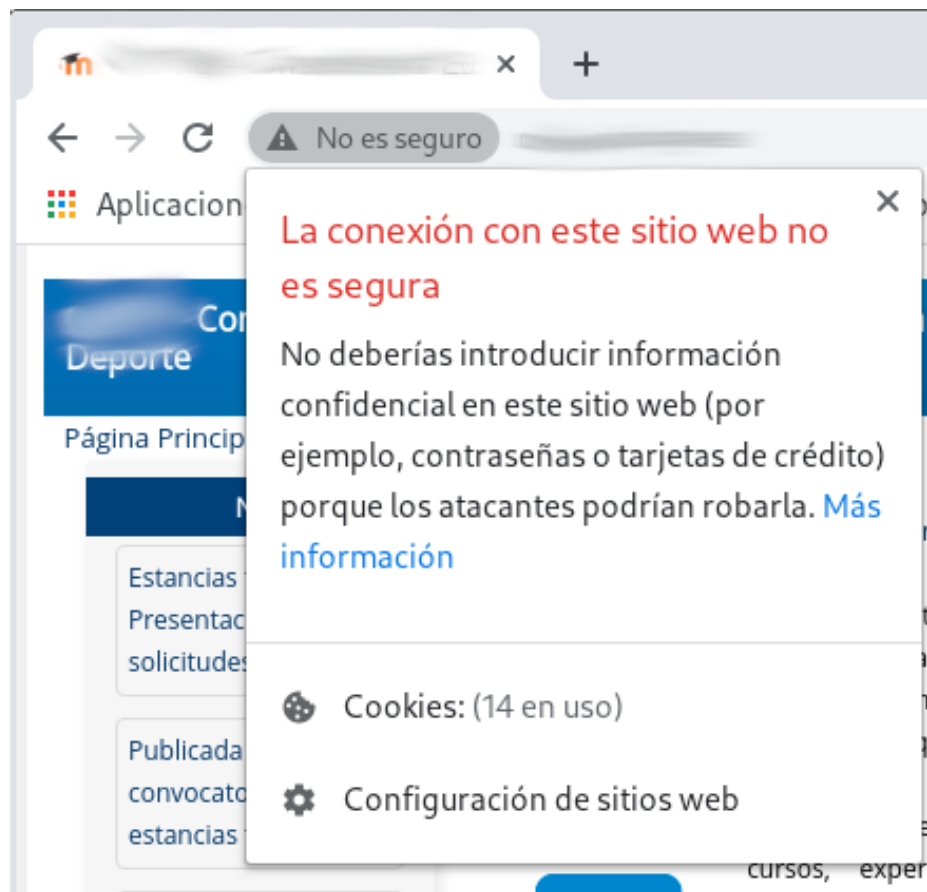 No es seguro
Aplicacion
La conexión con este sitio web no
es segura
No deberías introducir información
confidencial en este sitio web (por
ejemplo, contraseñas o tarjetas de crédito)
porque los atacantes podrían robarla. Más
información
Cookies: (14 en uso)
Configuración de sitios web
Cor
Deporte
Página Princip
N
Estancias
Presentac
solicitudes
Publicada
convocato
estancias
cursos, exper